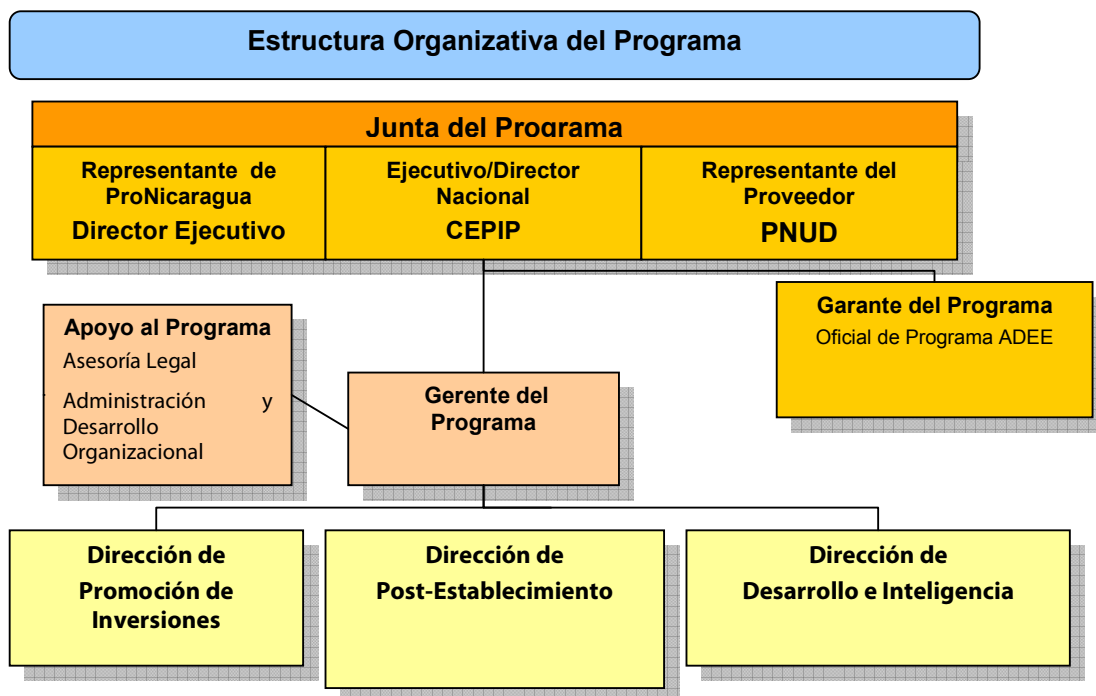 Estructura Organizativa del Programa
Junta del Programa
Representante de
ProNicaragua
Director Ejecutivo
Ejecutivo/Director
Nacional
CEPIP
Representante del
Proveedor
PNUD
Garante del Programa
Oficial de Programa ADEE
Apoyo al Programa
Asesoría Legal
Administración y
Desarrollo
Organizacional
Gerente del
Programa
Dirección de
Promoción de
Inversiones
Dirección de
Post-Establecimiento
Dirección de
Desarrollo e Inteligencia